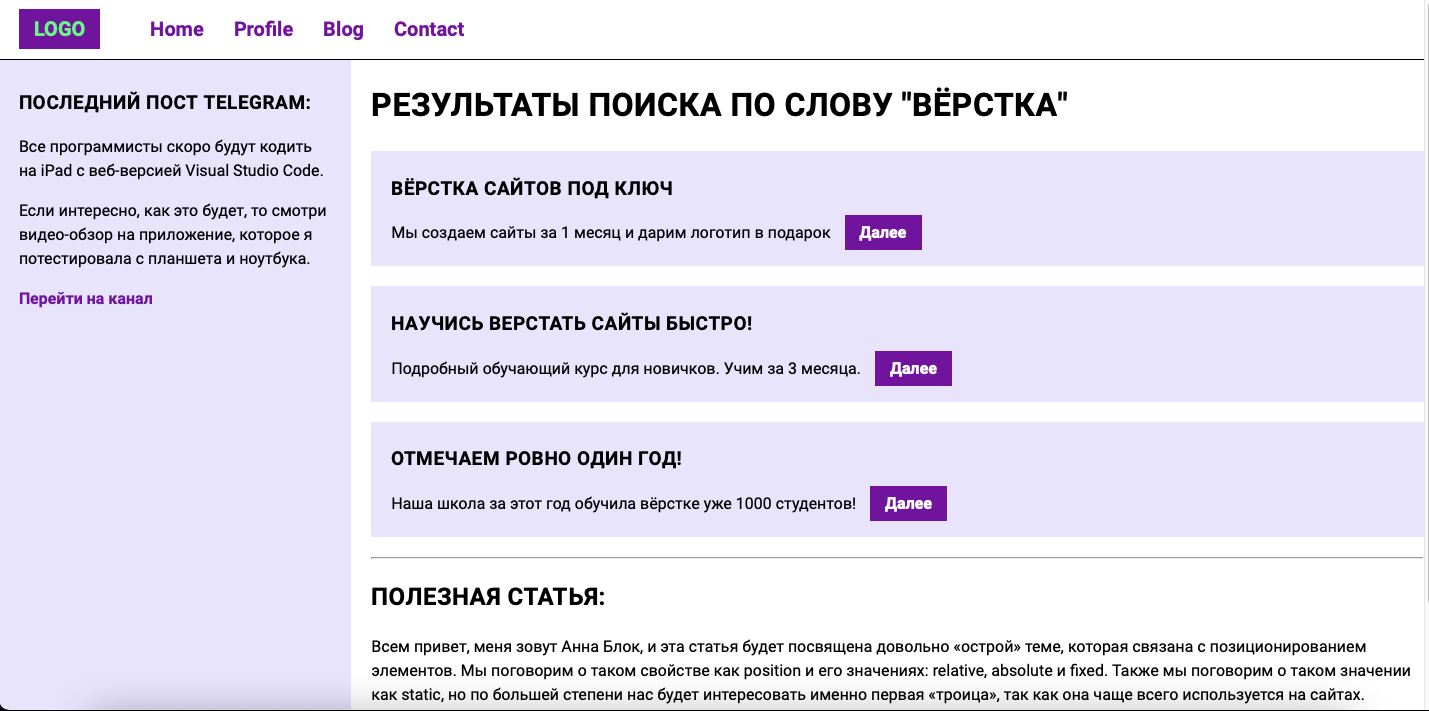 LOGO
Home
Profile
Blog
Contact
ПОСЛЕДНИЙ ПОСТ TELEGRAM:
Все программисты скоро будут кодить
на iPad с веб-версией Visual Studio Code.
Если интересно, как это будет, то смотри
видео-обзор на приложение, которое я
потестировала с планшета и ноутбука.
Перейти на канал
РЕЗУЛЬТАТЫ ПОИСКА ПО СЛОВУ "ВЁРСТКА"
ВЁРСТКА САЙТОВ ПОД КЛЮЧ
Мы создаем сайты за 1 месяц и дарим логотип в подарок
Далее
НАУЧИСЬ ВЕРСТАТЬ САЙТЫ БЫСТРО!
Подробный обучающий курс для новичков. Учим за 3 месяца.
Далее
ОТМЕЧАЕМ РОВНО ОДИН ГОД!
Наша школа за этот год обучила вёрстке уже 1000 студентов!
Далее
ПОЛЕЗНАЯ СТАТЬЯ:
Всем привет, меня зовут Анна Блок, и эта статья будет посвящена довольно «острой» теме, которая связана с позиционированием
элементов. Мы поговорим о таком свойстве как position и его значениях: relative, absolute и fixed. Также мы поговорим о таком значении
как static, но по большей степени нас будет интересовать именно первая «троица», так как она чаще всего используется на сайтах.